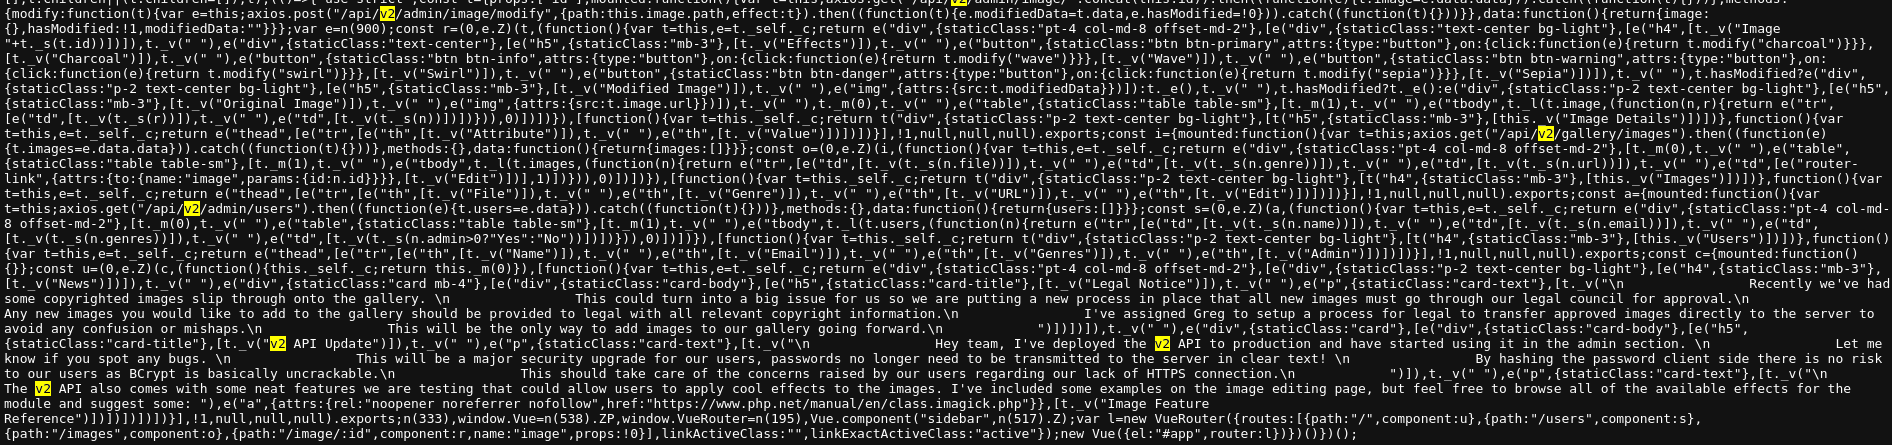 {modify:function(t){var e=this;axios.post("/api/v2/admin/image/modify",{path:this.image.path,effect:t}).then((function(t){e.modifiedData=t.data,e.hasModified=!0})).catch((function(t){}))}},data:function(){return{image:
{},hasModified:!1,modifiedData:""}}};var e=n(900);const r=(0,e.Z)(t,(function(){var t=this,e=t._self._c;return e("div",{staticClass:"pt-4 col-md-8 offset-md-2"},[e("div",{staticClass:"text-center bg-light"},[e("h4",[t._v("Image
"+t._s(t.id))])]),t._v(" "),e("div",{staticClass:"text-center"},[e("h5",{staticClass:"mb-3"},[t._v("Effects")]),t._v(" "),e("button",{staticClass:"btn btn-primary",attrs:{type:"button"},on:{click:function(e){return t.modify("charcoal")}}},
[t._v("Charcoal")]),t._v(" "),e("button",{staticClass:"btn btn-info",attrs:{type:"button"},on:{click:function(e){return t.modify("wave")}}},[t._v("Wave")]),t._v(" "),e("button",{staticClass:"btn btn-warning",attrs:{type:"button"},on:
{click:function(e){return t.modify("swirl")}}},[t._v("Swirl")]),t._v(" "),e("button",{staticClass:"btn btn-danger",attrs:{type:"button"},on:{click:function(e){return t.modify("sepia")}}},[t._v("Sepia")])]),t._v(" "),t.hasModified?e("div",
{staticClass:"p-2 text-center bg-light"},[e("h5",{staticClass:"mb-3"},[t._v("Modified Image")]),t._v(" "),e("img",{attrs:{src:t.modifiedData}})]):t._e(),t._v(" "),t.hasModified?t._e():e("div",{staticClass:"p-2 text-center bg-light"},[e("h5",
{staticClass:"mb-3"},[t._v("Original Image")]),t._v(" "),e("img",{attrs:{src:t.image.url}})]),t._v(" "),t._m(0),t._v(" "),e("table",{staticClass:"table table-sm"},[t._m(1),t._v(" "),e("tbody",t._l(t.image,(function(n,r){return e("tr",
[e("td",[t._v(t._s(r))]),t._v(" "),e("td",[t._v(t._s(n))])])})),0)])])}),[function(){var t=this._self._c;return t("div",{staticClass:"p-2 text-center bg-light"},[t("h5",{staticClass:"mb-3"},[this._v("Image Details")])])},function(){var
t=this,e=t._self._c;return e("thead",[e("tr",[e("th",[t._v("Attribute")]),t._v(" "),e("th",[t._v("Value")])])])}],!1,null,null,null).exports;const i={mounted:function(){var t=this;axios.get("/api/v2/gallery/images").then((function(e)
{t.images=e.data.data})).catch((function(t){}))},methods:{},data:function(){return{images:[]}}};const o=(0,e.Z)(i,(function(){var t=this,e=t._self._c;return e("div",{staticClass:"pt-4 col-md-8 offset-md-2"},[t._m(0),t._v(" "),e("table",
{staticClass:"table table-sm"},[t._m(1),t._v(" "),e("tbody",t._l(t.images,(function(n){return e("tr",[e("td",[t._v(t._s(n.file))]),t._v(" "),e("td",[t._v(t._s(n.genre))]),t._v(" "),e("td",[t._v(t._s(n.url))]),t._v(" "),e("td",[e("router-
link",{attrs:{to:{name:"image",params:{id:n.id}}}},[t._v("Edit")])],1)])})),0)])])}),[function(){var t=this._self._c;return t("div",{staticClass:"p-2 text-center bg-light"},[t("h4",{staticClass:"mb-3"},[this._v("Images")])])},function(){var
t=this,e=t._self._c;return e("thead",[e("tr",[e("th",[t._v("File")]),t._v(" "),e("th",[t._v("Genre")]),t._v(" "),e("th",[t._v("URL")]),t._v(" "),e("th",[t._v("Edit")])])])}],!1,null,null,null).exports;const a={mounted:function(){var
t=this;axios.get("/api/v2/admin/users").then((function(e){t.users=e.data})).catch((function(t){}))},methods:{},data:function(){return{users:[]}}};const s=(0,e.Z)(a,(function(){var t=this,e=t._self._c;return e("div",{staticClass:"pt-4 col-md-
8 offset-md-2"},[t._m(0),t._v(" "),e("table",{staticClass:"table table-sm"},[t._m(1),t._v(" "),e("tbody",t._l(t.users,(function(n){return e("tr",[e("td",[t._v(t._s(n.name))]),t._v(" "),e("td",[t._v(t._s(n.email))]),t._v(" "),e("td",
[t._v(t._s(n.genres))]),t._v(" "),e("td",[t._v(t._s(n.admin>0?"Yes":"No"))])])})),0)])])}),[function(){var t=this._self._c;return t("div",{staticClass:"p-2 text-center bg-light"},[t("h4",{staticClass:"mb-3"},[this._v("Users")])])},function()
{var t=this,e=t._self._c;return e("thead",[e("tr",[e("th",[t._v("Name")]),t._v(" "),e("th",[t._v("Email")]),t._v(" "),e("th",[t._v("Genres")]),t._v(" "),e("th",[t._v("Admin")])])])}],!1,null,null,null).exports;const c={mounted:function()
{}};const u=(0,e.Z)(c,(function(){this._self._c;return this._m(0)}),[function(){var t=this,e=t._self._c;return e("div",{staticClass:"pt-4 col-md-8 offset-md-2"},[e("div",{staticClass:"p-2 text-center bg-light"},[e("h4",{staticClass:"mb-3"},
[t._v("News")])]),t._v(" "),e("div",{staticClass:"card mb-4"},[e("div",{staticClass:"card-body"},[e("h5",{staticClass:"card-title"},[t._v("Legal Notice")]),t._v(" "),e("p",{staticClass:"card-text"},[t._v("\n Recently we've had
some copyrighted images slip through onto the gallery. \n This could turn into a big issue for us so we are putting a new process in place that all new images must go through our legal council for approval.\n
Any new images you would like to add to the gallery should be provided to legal with all relevant copyright information.\n I've assigned Greg to setup a process for legal to transfer approved images directly to the server to
avoid any confusion or mishaps.\n This will be the only way to add images to our gallery going forward.\n ")])])]),t._v(" "),e("div",{staticClass:"card"},[e("div",{staticClass:"card-body"},[e("h5",
{staticClass:"card-title"},[t._v("v2 API Update")]),t._v(" "),e("p",{staticClass:"card-text"},[t._v("\n Hey team, I've deployed the v2 API to production and have started using it in the admin section. \n Let me
know if you spot any bugs. \n This will be a major security upgrade for our users, passwords no longer need to be transmitted to the server in clear text! \n By hashing the password client side there is no risk
to our users as BCrypt is basically uncrackable.\n This should take care of the concerns raised by our users regarding our lack of HTTPS connection.\n ")]),t._v(" "),e("p",{staticClass:"card-text"},[t._v("\n
The v2 API also comes with some neat features we are testing that could allow users to apply cool effects to the images. I've included some examples on the image editing page, but feel free to browse all of the available effects for the
module and suggest some: "),e("a",{attrs:{rel:"noopener noreferrer nofollow",href:"https://www.php.net/manual/en/class.imagick.php"}},[t._v("Image Feature
Reference")])])])])])}],!1,null,null,null).exports;n(333),window.Vue=n(538).ZP,window.VueRouter=n(195),Vue.component("sidebar",n(517).Z);var l=new VueRouter({routes:[{path:"/",component:u},{path:"/users",component:s},
{path:"/images",component:o},{path:"/image/:id",component:r,name:"image",props:!0}],linkActiveClass:"",linkExactActiveClass:"active"});new Vue({el:"#app",router:l})})()})();